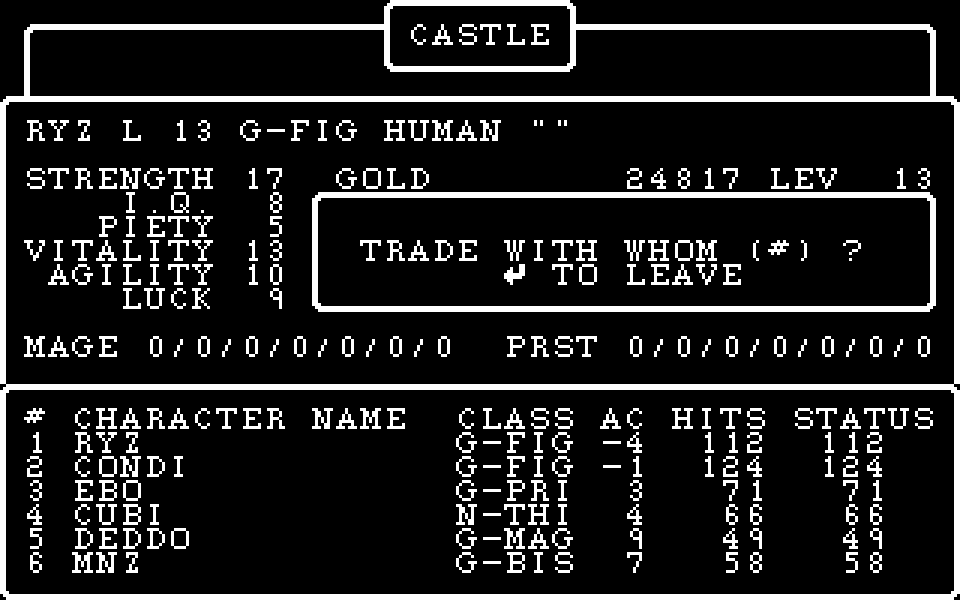 CASTLE
RYZ L 13 G-FIG HUMAN ""
STRENGTH 17 GOLD 24817 LEV 13
I.Q. 8
PIETY 5
TRADE WITH WHOM (#) ?
VITALITY 13
↵ TO LEAVE
AGILITY 10
LUCK 9
MAGE 0/0/0/0/0/0/0 PRST 0/0/0/0/0/0/0
# CHARACTER NAME CLASS AC HITS STATUS
1 RYZ G-FIG -4 112 112
2 CONDI G-FIG -1 124 124
3 EBO G-PRI 3 71 71
4 CUBI N-THI 4 66 66
5 DEDDO G-MAG 9 49 49
6 MNZ G-BIS 7 58 58